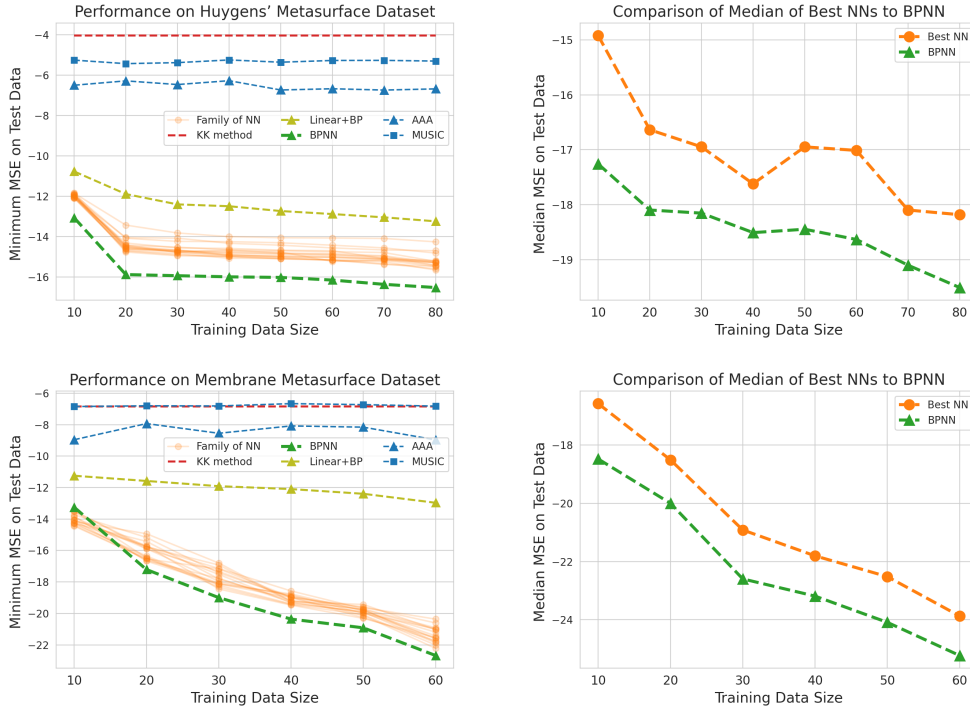 Performance on Huygens’ Metasurface Dataset
Minimum MSE on Test Data
−4
−6
−8
−10
−12
−14
−16
Family of NN
KK method
Linear+BP
BPNN
AAA
MUSIC
10 20 30 40 50 60 70 80
Training Data Size
Comparison of Median of Best NNs to BPNN
Median MSE on Test Data
−15
−16
−17
−18
−19
Best NN
BPNN
10 20 30 40 50 60 70 80
Training Data Size
Performance on Membrane Metasurface Dataset
Minimum MSE on Test Data
−6
−8
−10
−12
−14
−16
−18
−20
−22
Family of NN
KK method
BPNN
Linear+BP
AAA
MUSIC
10 20 30 40 50 60
Training Data Size
Comparison of Median of Best NNs to BPNN
Median MSE on Test Data
−18
−20
−22
−24
Best NN
BPNN
10 20 30 40 50 60
Training Data Size